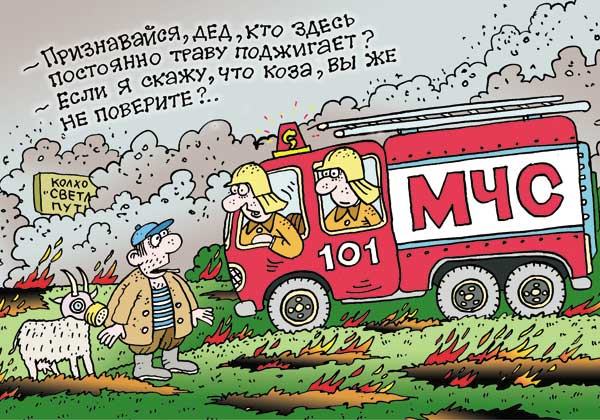 – Признавайся, дед, кто здесь
постоянно траву поджигает?
– Если я скажу, что коза, вы же
не поверите?..
КОЛХО
"СВЕТЛ
ПУТЬ
МЧС
101